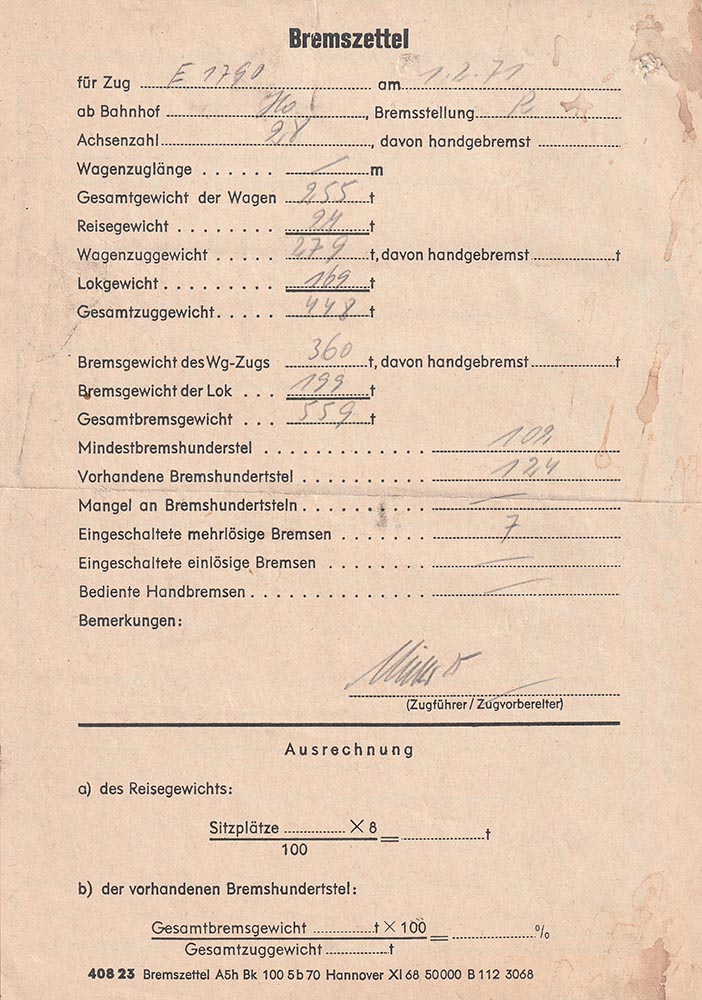 Bremszettel
für Zug E 1790 am 1.2.71
ab Bahnhof Ho, Bremsstellung R
Achsenzahl 28, davon handgebremst
Wagenzuglänge — m
Gesamtgewicht der Wagen 255 t
Reisegewicht 24 t
Wagenzuggewicht 279 t, davon handgebremst t
Lokgewicht 169 t
Gesamtzuggewicht 448 t
Bremsgewicht des Wg-Zugs 360 t, davon handgebremst t
Bremsgewicht der Lok 199 t
Gesamtbremsgewicht 559 t
Mindestbremshunderstel 102
Vorhandene Bremshundertstel 124
Mangel an Bremshundertsteln —
Eingeschaltete mehrlösige Bremsen 7
Eingeschaltete einlösige Bremsen —
Bediente Handbremsen —
Bemerkungen:
(Zugführer / Zugvorbereiter)
Ausrechnung
a) des Reisegewichts:
Sitzplätze × 8
100 = t
b) der vorhandenen Bremshundertstel:
Gesamtbremsgewicht t × 100
Gesamtzuggewicht t = %
408 23 Bremszettel A5h Bk 100 5b 70 Hannover XI 68 50000 B 112 3068